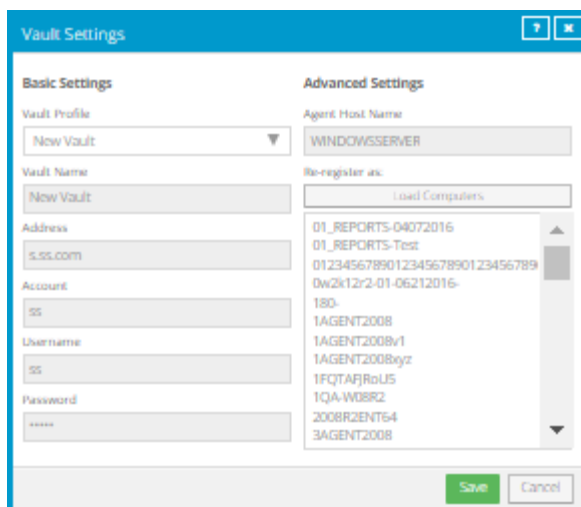 Vault Settings
?
Basic Settings
Vault Profile
New Vault
Vault Name
New Vault
Address
s.ss.com
Account
ss
Username
ss
Password
*****
Advanced Settings
Agent Host Name
WINDOWSSERVER
Re-register as:
Load Computers
01_REPORTS-04072016
01_REPORTS-Test
01234567890123456789012345678901
0w2k12r2-01-06212016-
180-
1AGENT2008
1AGENT2008v1
1AGENT2008xyz
1FQTAFJRoU5
1QA-W08R2
2008R2ENT64
3AGENT2008
Save
Cancel